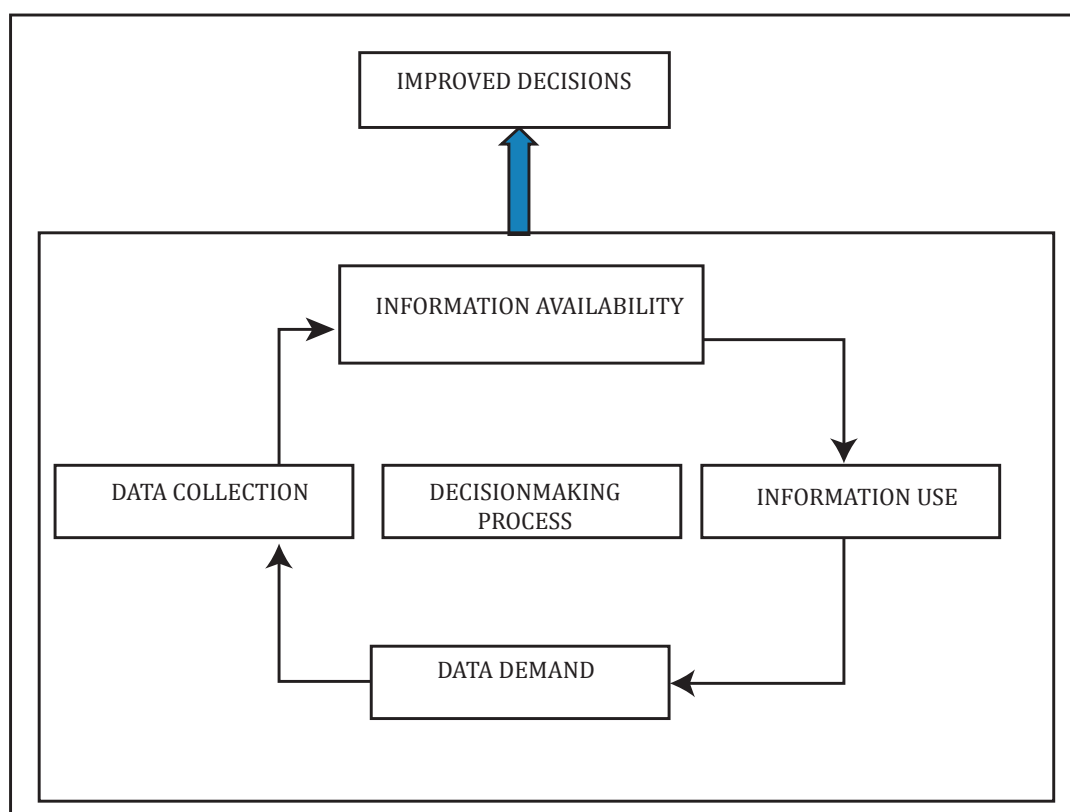 IMPROVED DECISIONS
INFORMATION AVAILABILITY
DATA COLLECTION
DECISIONMAKING
PROCESS
INFORMATION USE
DATA DEMAND